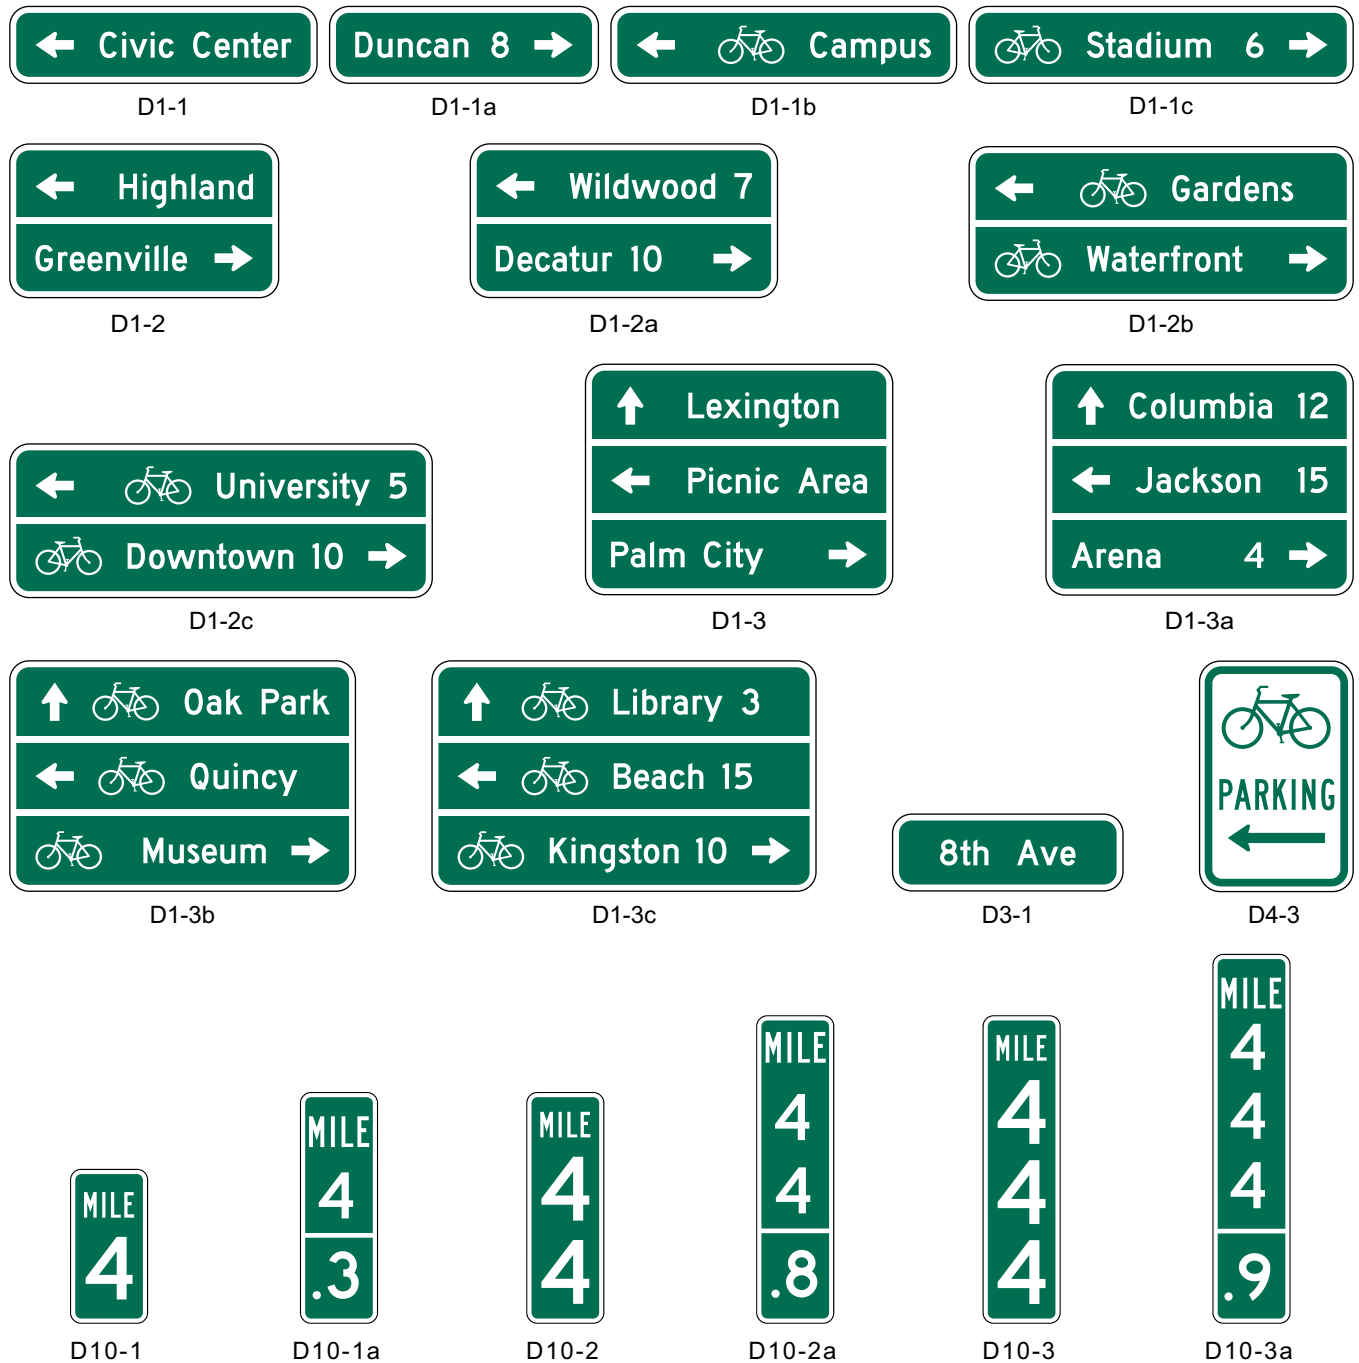 Civic Center
D1-1
Duncan 8
D1-1a
Campus
D1-1b
Stadium 6
D1-1c
Highland
Greenville
D1-2
Wildwood 7
Decatur 10
D1-2a
Gardens
Waterfront
D1-2b
University 5
Downtown 10
D1-2c
Lexington
Picnic Area
Palm City
D1-3
Columbia 12
Jackson 15
Arena 4
D1-3a
Oak Park
Quincy
Museum
D1-3b
Library 3
Beach 15
Kingston 10
D1-3c
8th Ave
D3-1
PARKING
D4-3
MILE
4
D10-1
MILE
4
.3
D10-1a
MILE
4
4
D10-2
MILE
4
4
.8
D10-2a
MILE
4
4
4
D10-3
MILE
4
4
4
.9
D10-3a